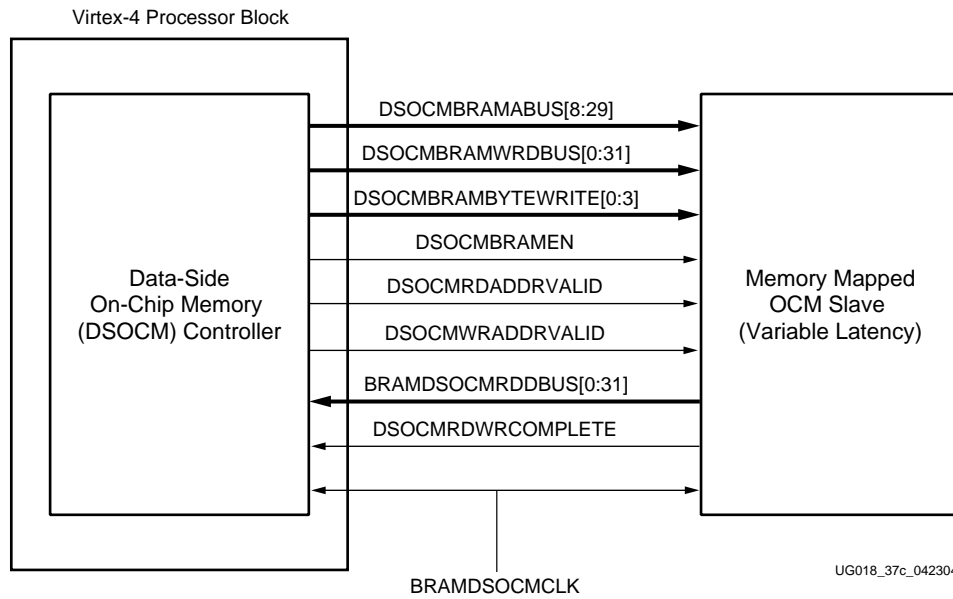 Virtex-4 Processor Block
DSOCMBRAMABUS[8:29]
DSOCMBRAMWRDBUS[0:31]
DSOCMBRAMBYTEWRITE[0:3]
DSOCMBRAMEN
DSOCMRDADDRVALID
DSOCMWRADDRVALID
BRAMDSOCMRDDBUS[0:31]
DSOCMRDWRCOMPLETE
Data-Side
On-Chip Memory
(DSOCM) Controller
Memory Mapped
OCM Slave
(Variable Latency)
BRAMDSOCMCLK
UG018_37c_042304